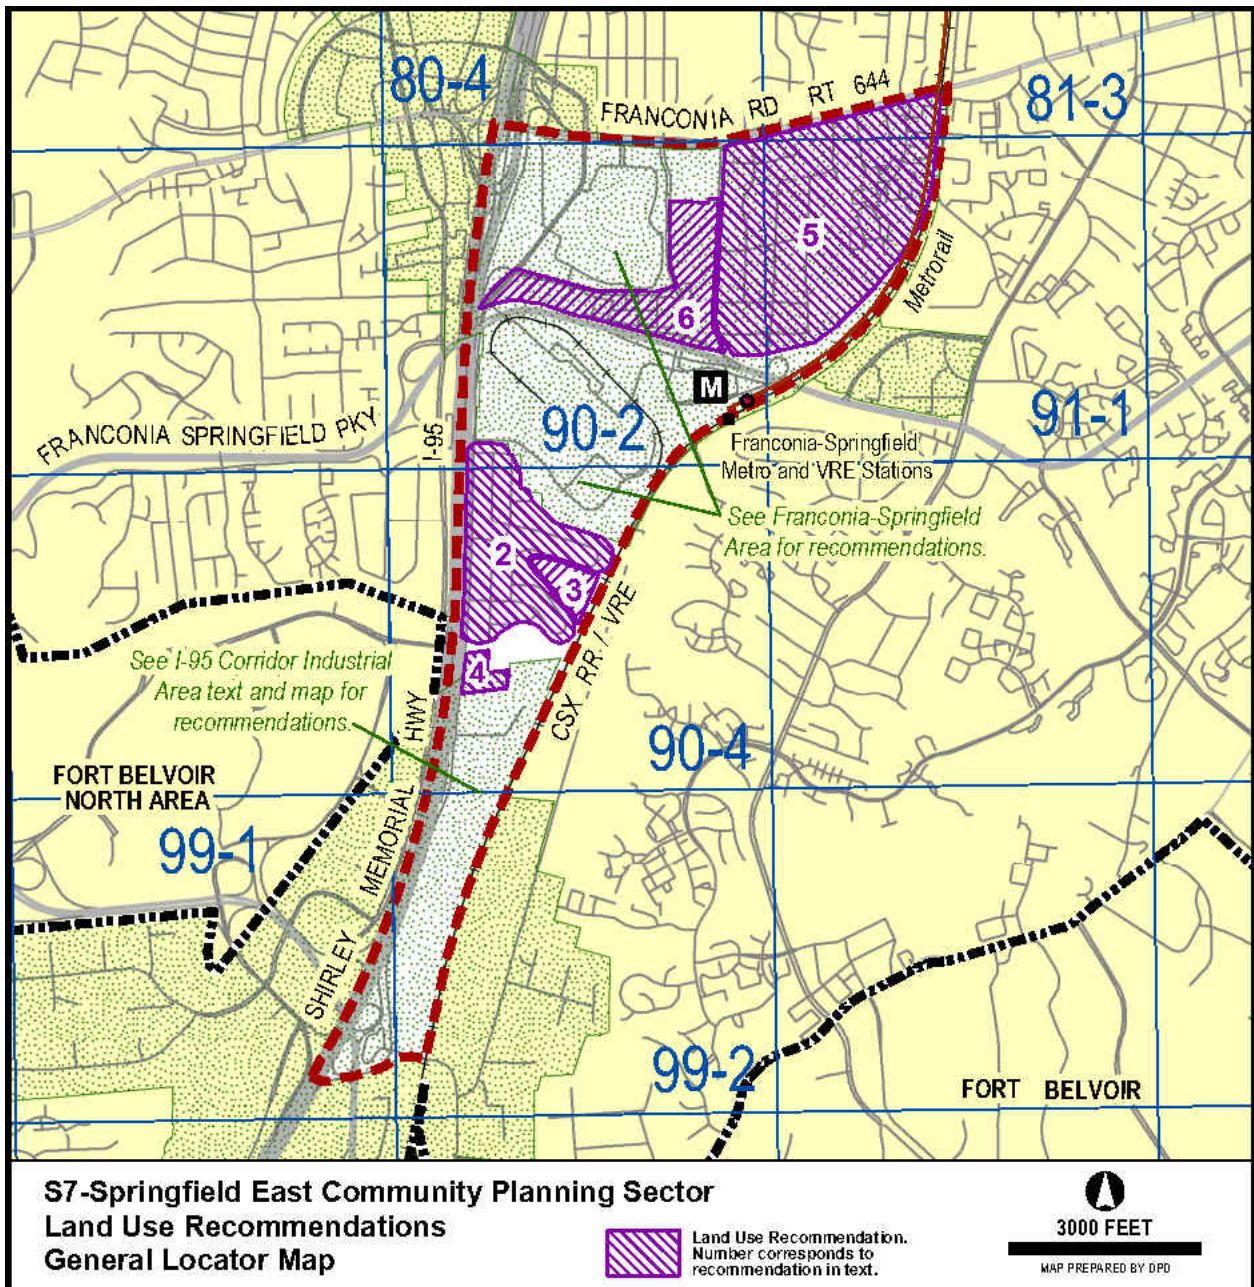 80-4
FRANCONIA RD RT 644
81-3
5
Metrorail
6
M
90-2
91-1
FRANCONIA SPRINGFIELD PKY
I-95
Franconia-Springfield
Metro and VRE Stations
See Franconia-Springfield
Area for recommendations.
2
3
4
CSX RR / VRE
See I-95 Corridor Industrial
Area text and map for
recommendations.
SHIRLEY MEMORIAL HWY
90-4
FORT BELVOIR
NORTH AREA
99-1
99-2
FORT BELVOIR
S7-Springfield East Community Planning Sector
Land Use Recommendations
General Locator Map
Land Use Recommendation.
Number corresponds to
recommendation in text.
3000 FEET
MAP PREPARED BY DPD